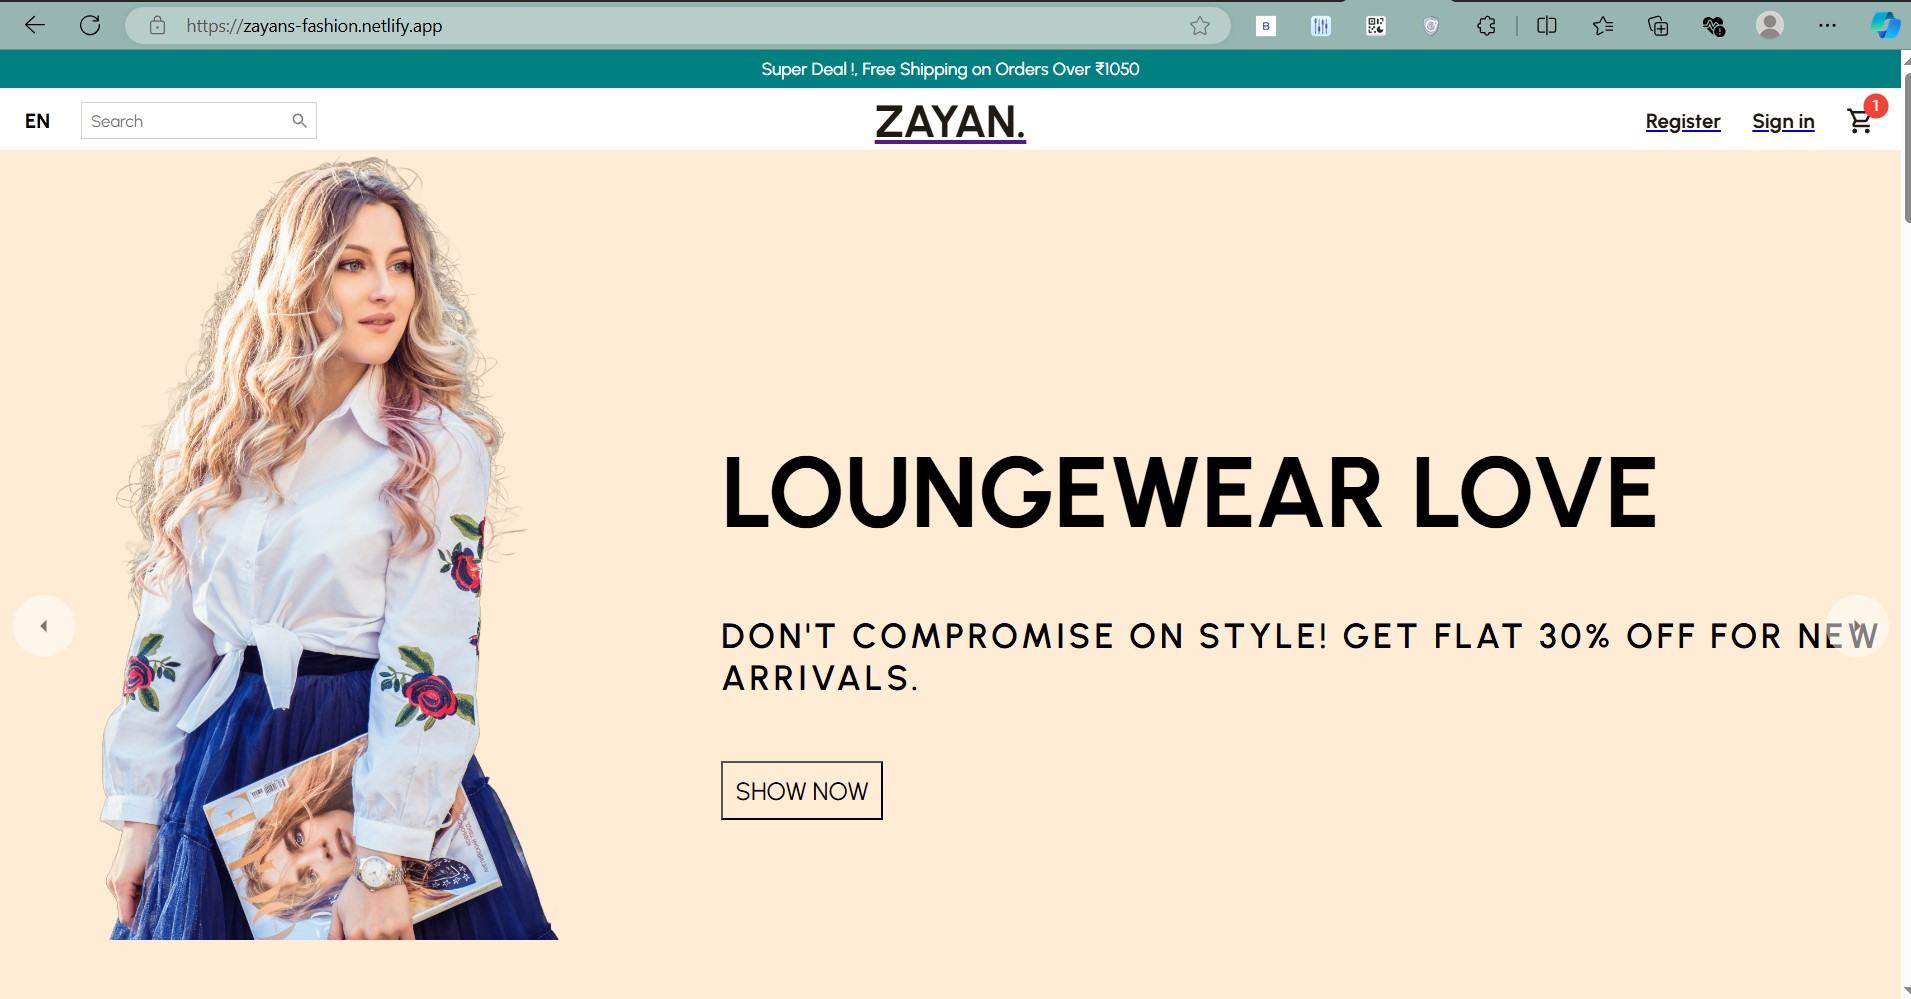 https://zayans-fashion.netlify.app
B
Super Deal !, Free Shipping on Orders Over ₹1050
EN
Search
ZAYAN.
Register
Sign in
1
LOUNGEWEAR LOVE
DON'T COMPROMISE ON STYLE! GET FLAT 30% OFF FOR NEW
ARRIVALS.
SHOW NOW